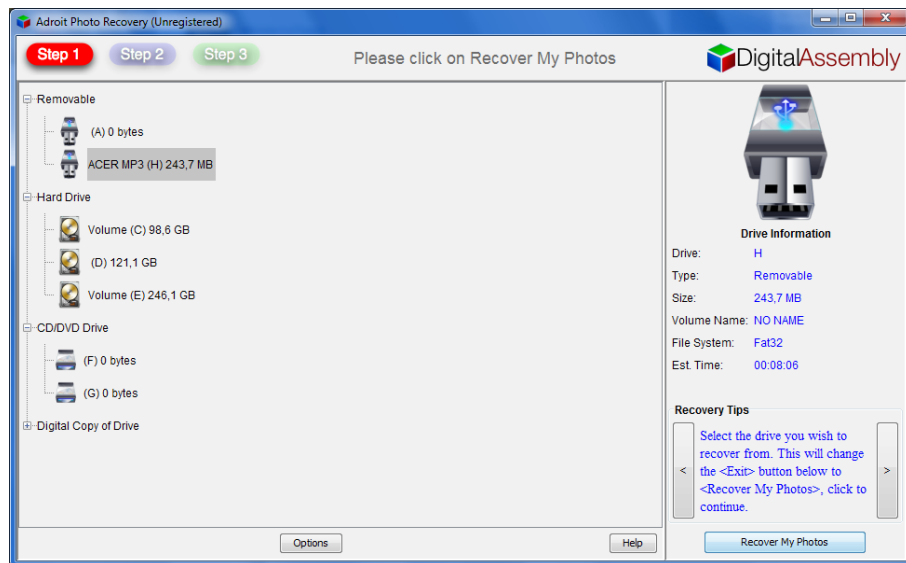 Adroit Photo Recovery (Unregistered)
Step 1 Step 2 Step 3 Please click on Recover My Photos DigitalAssembly
Removable
(A) 0 bytes
ACER MP3 (H) 243,7 MB
Hard Drive
Volume (C) 98,6 GB
(D) 121,1 GB
Volume (E) 246,1 GB
CD/DVD Drive
(F) 0 bytes
(G) 0 bytes
Digital Copy of Drive
Options Help
Drive Information
Drive: H
Type: Removable
Size: 243,7 MB
Volume Name: NO NAME
File System: Fat32
Est. Time: 00:08:06
Recovery Tips
Select the drive you wish to
recover from. This will change
< the <Exit> button below to >
<Recover My Photos>, click to
continue.
Recover My Photos